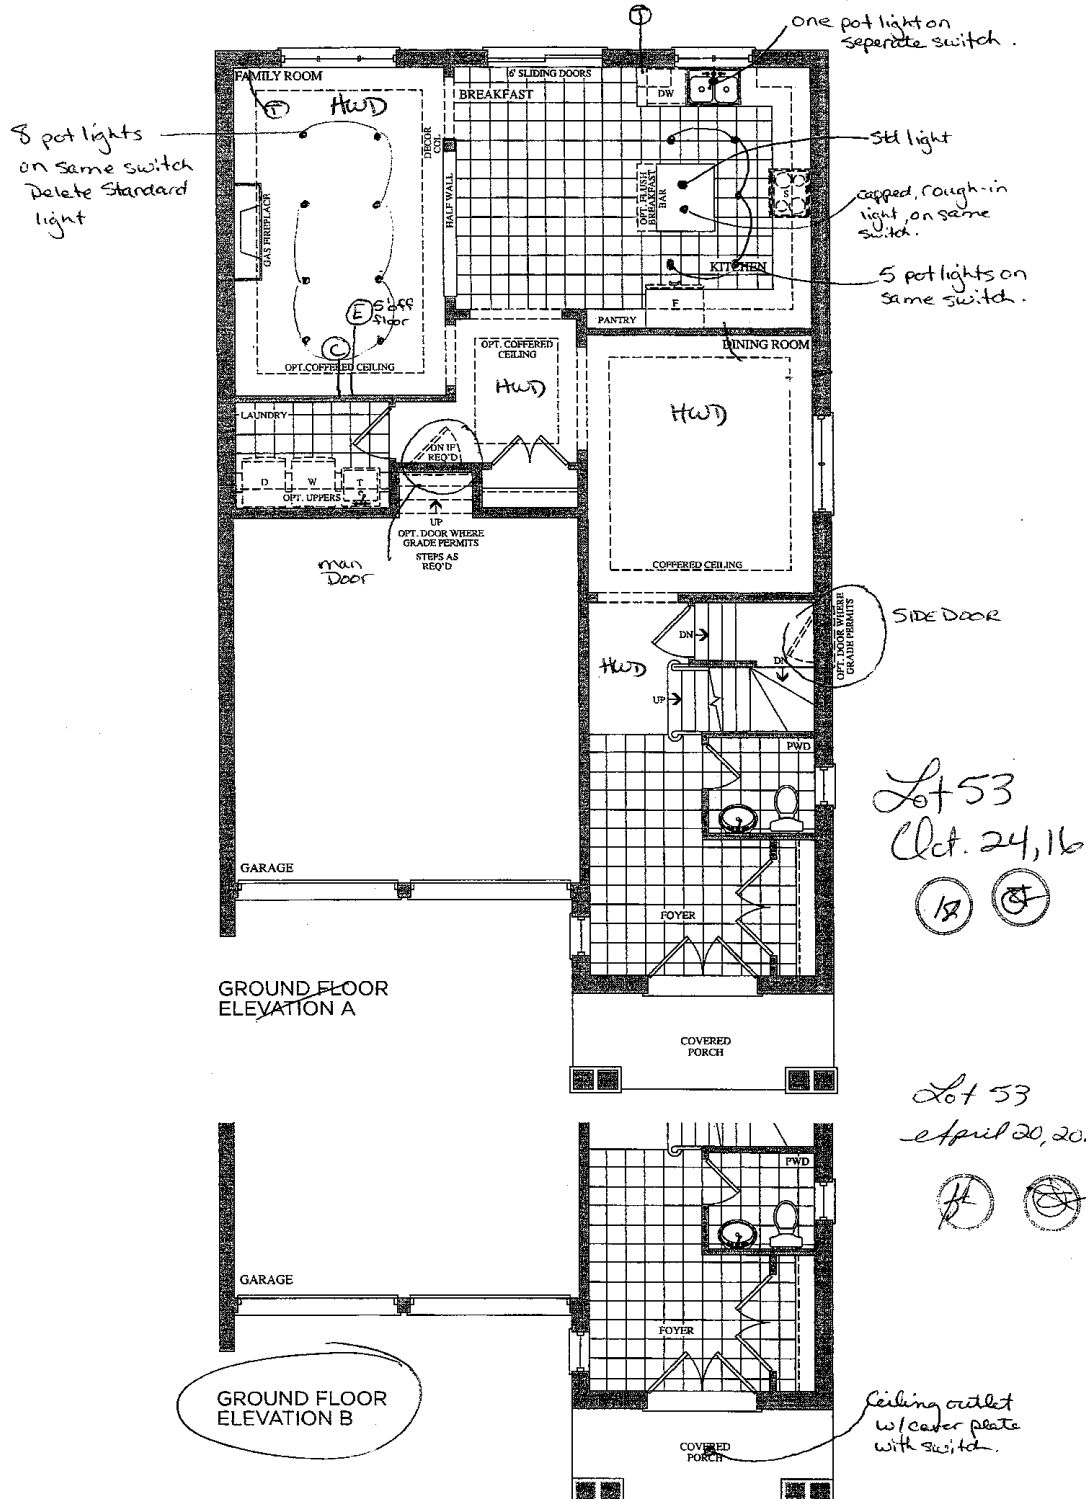 one pot light on
seperate switch.
T
FAMILY ROOM
6' SLIDING DOORS
BREAKFAST
DW
T
HWD
8 pot lights
on same switch
Delete Standard
light
DECOR
COL
Std light
OPT. FLUSH
BREAKFAST
BAR
S
capped, rough-in
light, on same
switch.
GAS FIREPLACE
HALF WALL
KITCHEN
5 pot lights on
same switch.
E
5' off
floor
F
PANTRY
C
OPT.COFFERED CEILING
OPT. COFFERED
CEILING
DINING ROOM
HWD
HWD
LAUNDRY
DN IF
REQ'D
D
W
T
OPT. UPPERS
UP
OPT. DOOR WHERE
GRADE PERMITS
STEPS AS
REQ'D
man
Door
COFFERED CEILING
OPT. DOOR WHERE
GRADE PERMITS
SIDE DOOR
DN
DN
HWD
UP
PWD
Lot 53
Oct. 24, 16
GARAGE
FOYER
GROUND FLOOR
ELEVATION A
COVERED
PORCH
Lot 53
April 20, 20
PWD
GARAGE
FOYER
GROUND FLOOR
ELEVATION B
Ceiling outlet
w/ cover plate
with switch.
COVERED
PORCH